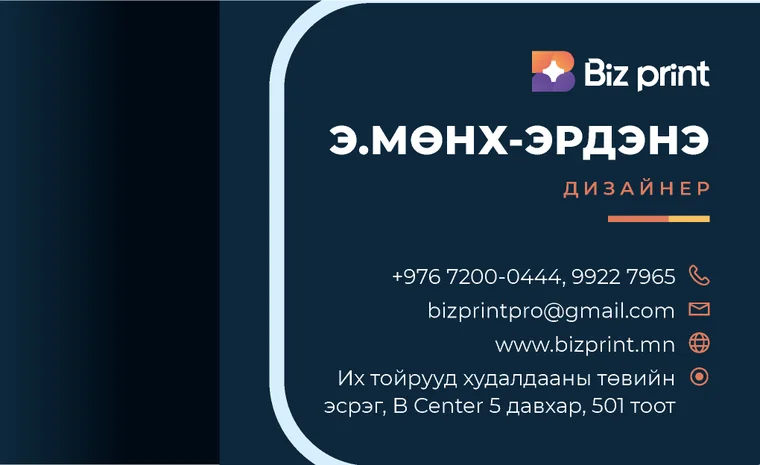 Biz print
Э.МӨНХ-ЭРДЭНЭ
ДИЗАЙНЕР
+976 7200-0444, 9922 7965
bizprintpro@gmail.com
www.bizprint.mn
Их тойрууд худалдааны төвийн
эсрэг, B Center 5 давхар, 501 тоот